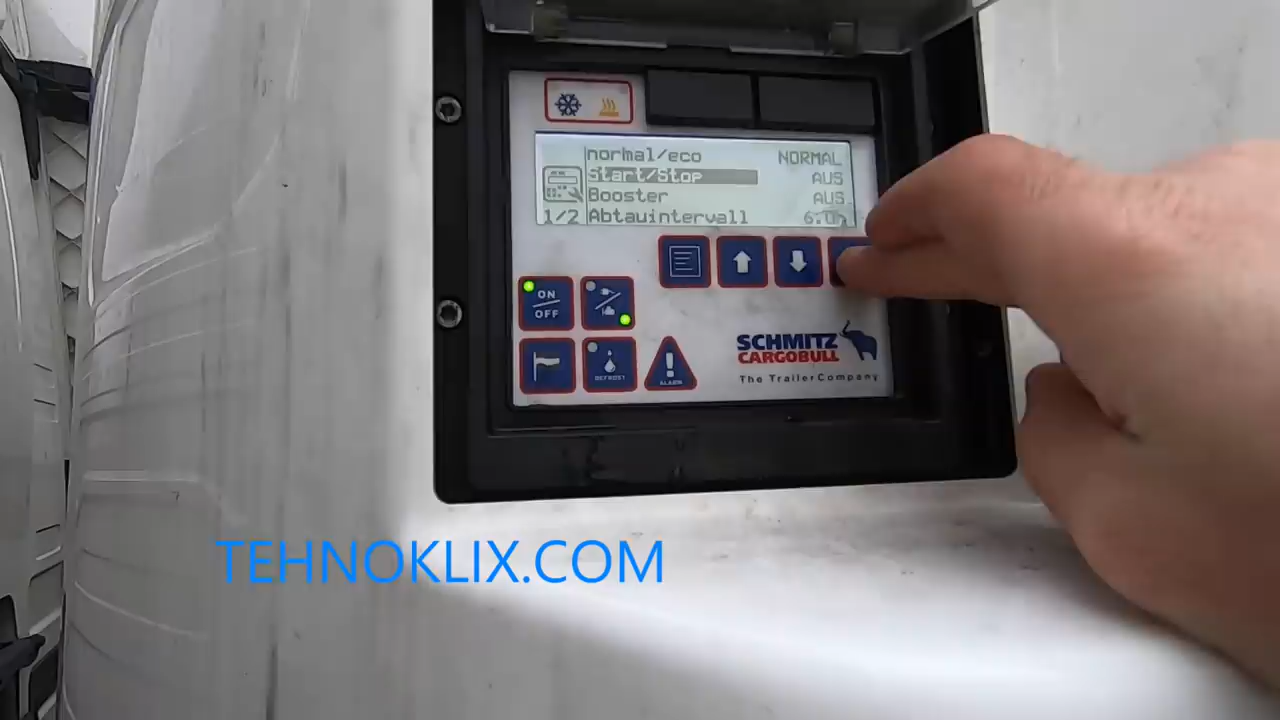 normal/eco NORMAL
Start/Stop AUS
Booster AUS
1/2 Abtauintervall 6.0h
ON
OFF
DEFROST
ALARM
SCHMITZ
CARGOBULL
The TrailerCompany
TEHNOKLIX.COM